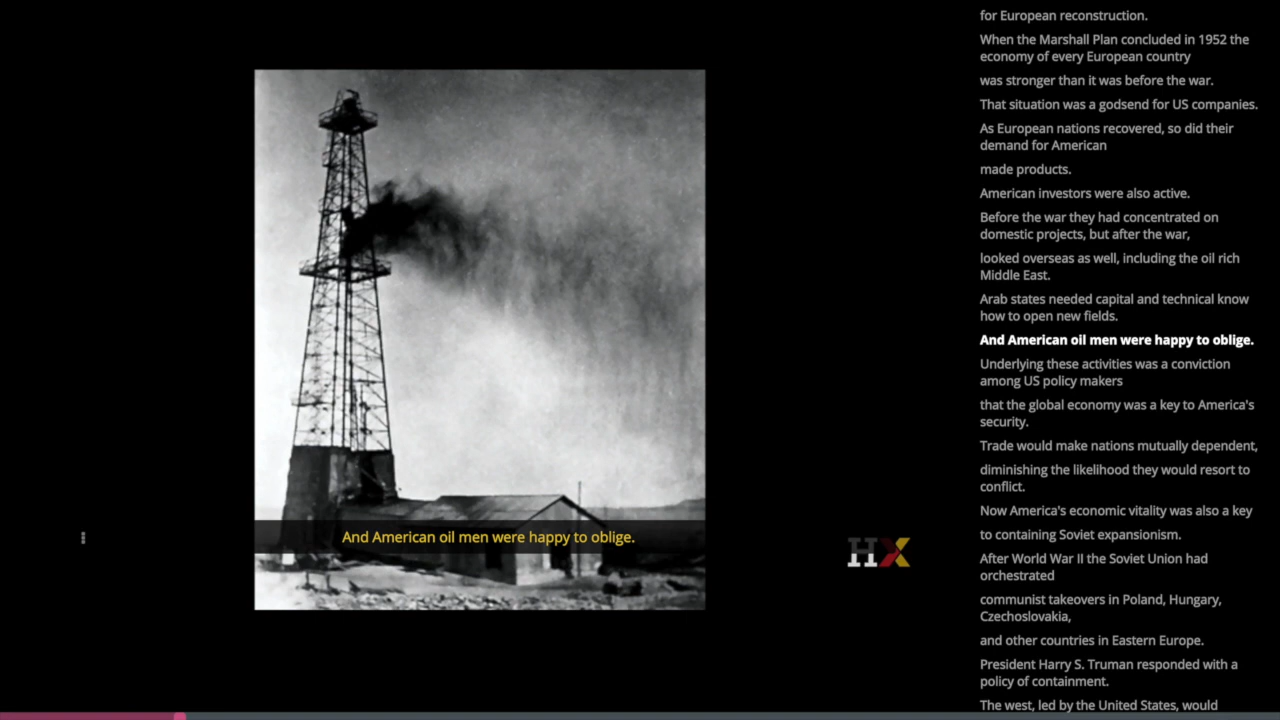 for European reconstruction.
When the Marshall Plan concluded in 1952 the
economy of every European country
was stronger than it was before the war.
That situation was a godsend for US companies.
As European nations recovered, so did their
demand for American
made products.
American investors were also active.
Before the war they had concentrated on
domestic projects, but after the war,
looked overseas as well, including the oil rich
Middle East.
Arab states needed capital and technical know
how to open new fields.
And American oil men were happy to oblige.
Underlying these activities was a conviction
among US policy makers
that the global economy was a key to America's
security.
Trade would make nations mutually dependent,
diminishing the likelihood they would resort to
conflict.
Now America's economic vitality was also a key
to containing Soviet expansionism.
After World War II the Soviet Union had
orchestrated
communist takeovers in Poland, Hungary,
Czechoslovakia,
and other countries in Eastern Europe.
President Harry S. Truman responded with a
policy of containment.
The west, led by the United States, would
And American oil men were happy to oblige.
HX